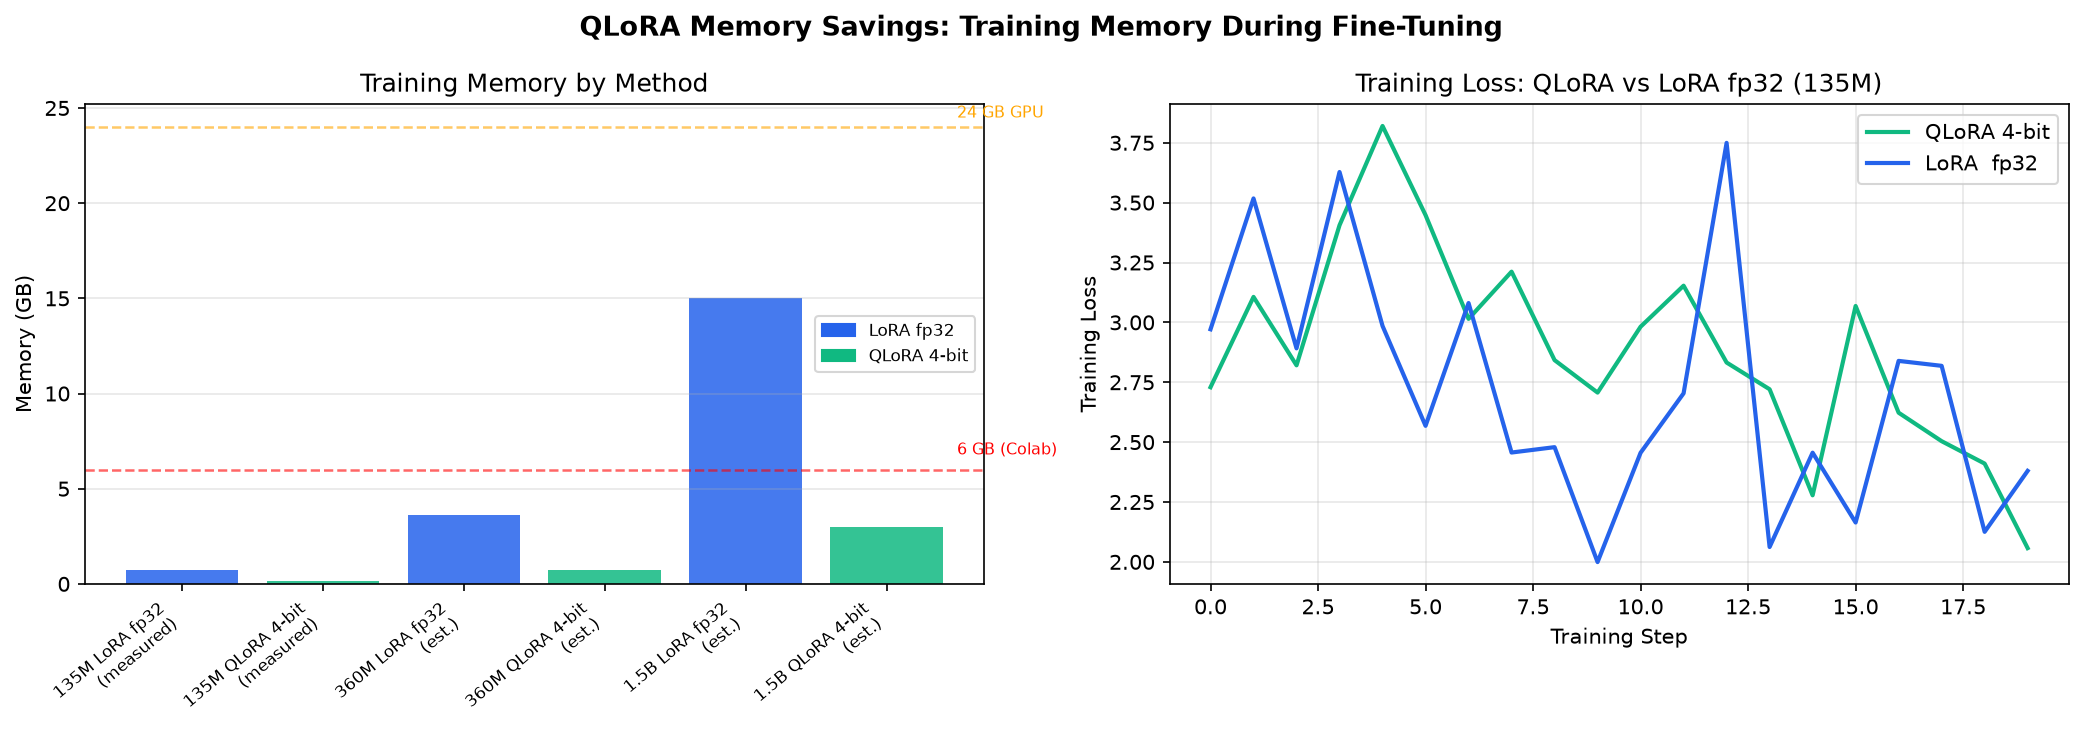 QLoRA Memory Savings: Training Memory During Fine-Tuning
Training Memory by Method
Memory (GB)
25
20
15
10
5
0
24 GB GPU
6 GB (Colab)
LoRA fp32
QLoRA 4-bit
135M LoRA fp32
(measured)
135M QLoRA 4-bit
(measured)
360M LoRA fp32
(est.)
360M QLoRA 4-bit
(est.)
1.5B LoRA fp32
(est.)
1.5B QLoRA 4-bit
(est.)
Training Loss: QLoRA vs LoRA fp32 (135M)
Training Loss
3.75
3.50
3.25
3.00
2.75
2.50
2.25
2.00
QLoRA 4-bit
LoRA  fp32
0.0
2.5
5.0
7.5
10.0
12.5
15.0
17.5
Training Step